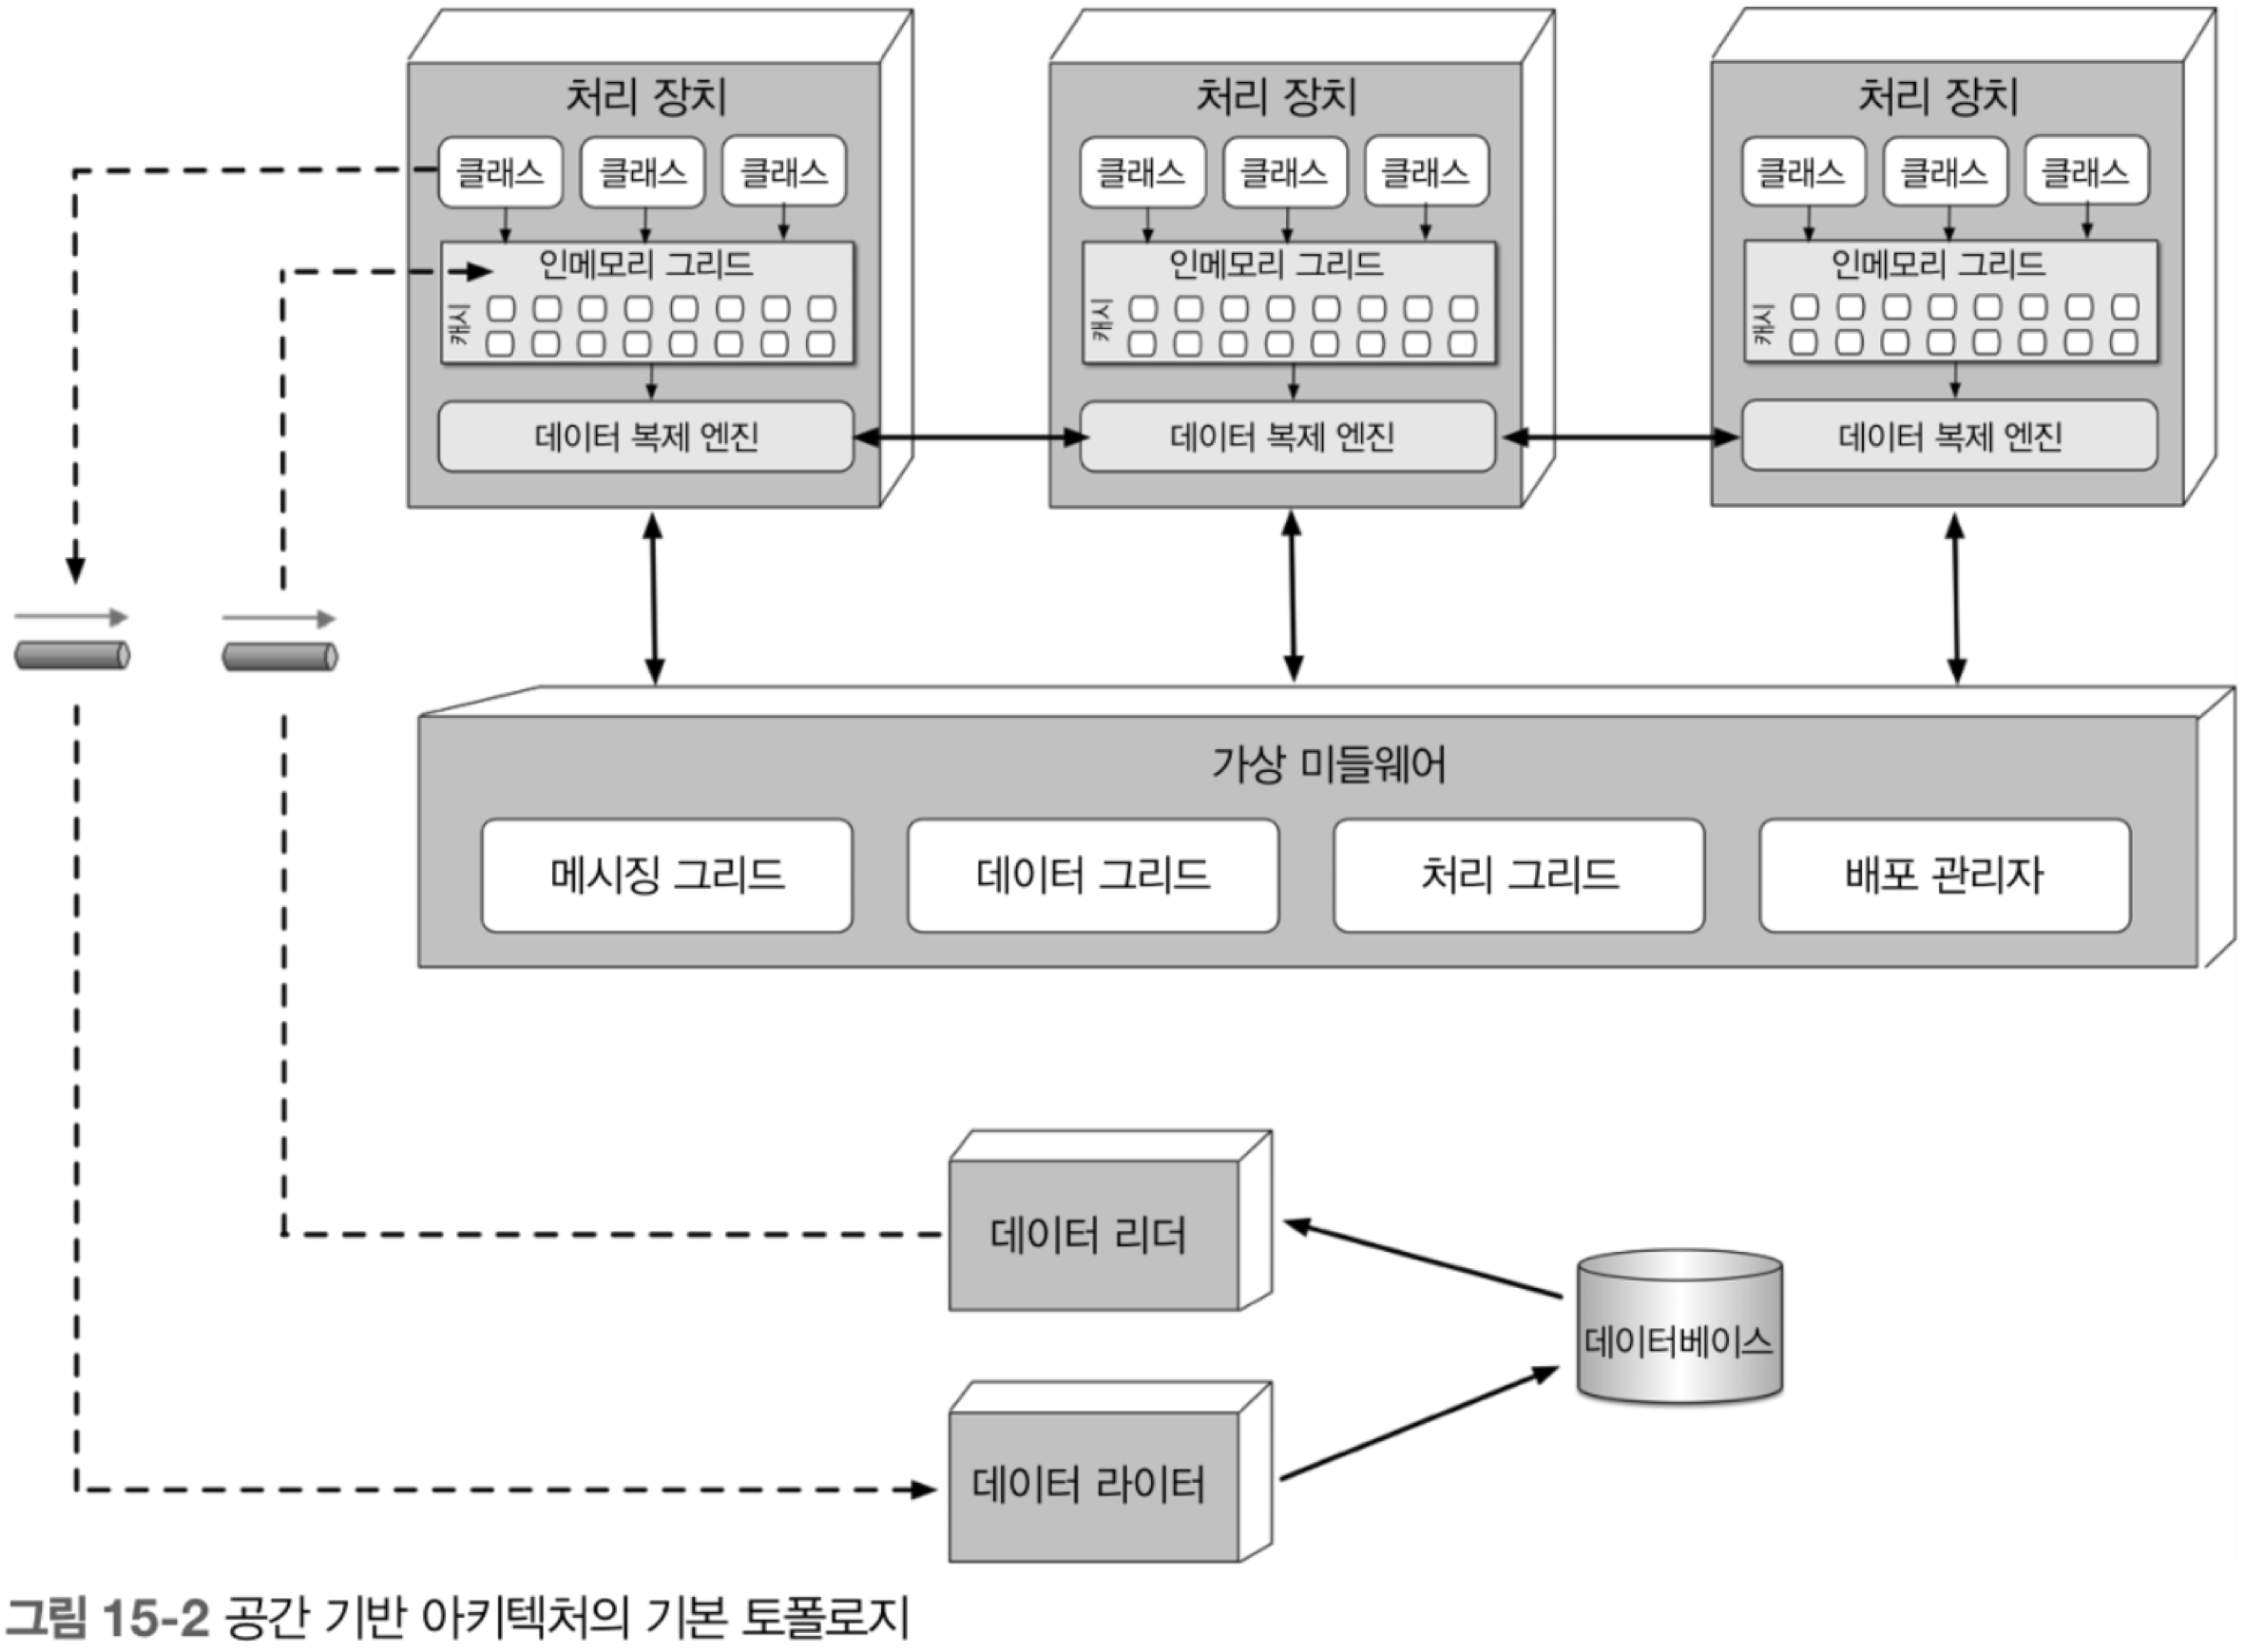 처리 장치
클래스 클래스 클래스
인메모리 그리드
캐시
데이터 복제 엔진
처리 장치
클래스 클래스 클래스
인메모리 그리드
캐시
데이터 복제 엔진
처리 장치
클래스 클래스 클래스
인메모리 그리드
캐시
데이터 복제 엔진
가상 미들웨어
메시징 그리드
데이터 그리드
처리 그리드
배포 관리자
데이터 리더
데이터베이스
데이터 라이터
그림 15-2 공간 기반 아키텍처의 기본 토폴로지